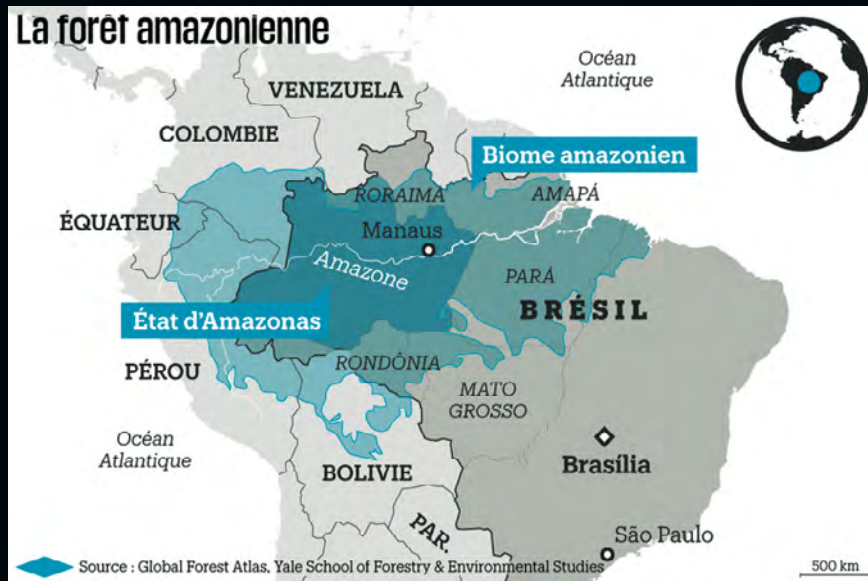 La forêt amazonienne
Océan
Atlantique
VENEZUELA
COLOMBIE
Biome amazonien
RORAIMA
AMAPÁ
ÉQUATEUR
Manaus
Amazone
PARÁ
BRÉSIL
État d'Amazonas
RONDÔNIA
PÉROU
MATO
GROSSO
Océan
Atlantique
BOLIVIE
Brasília
PAR.
São Paulo
Source : Global Forest Atlas, Yale School of Forestry & Environmental Studies
500 km